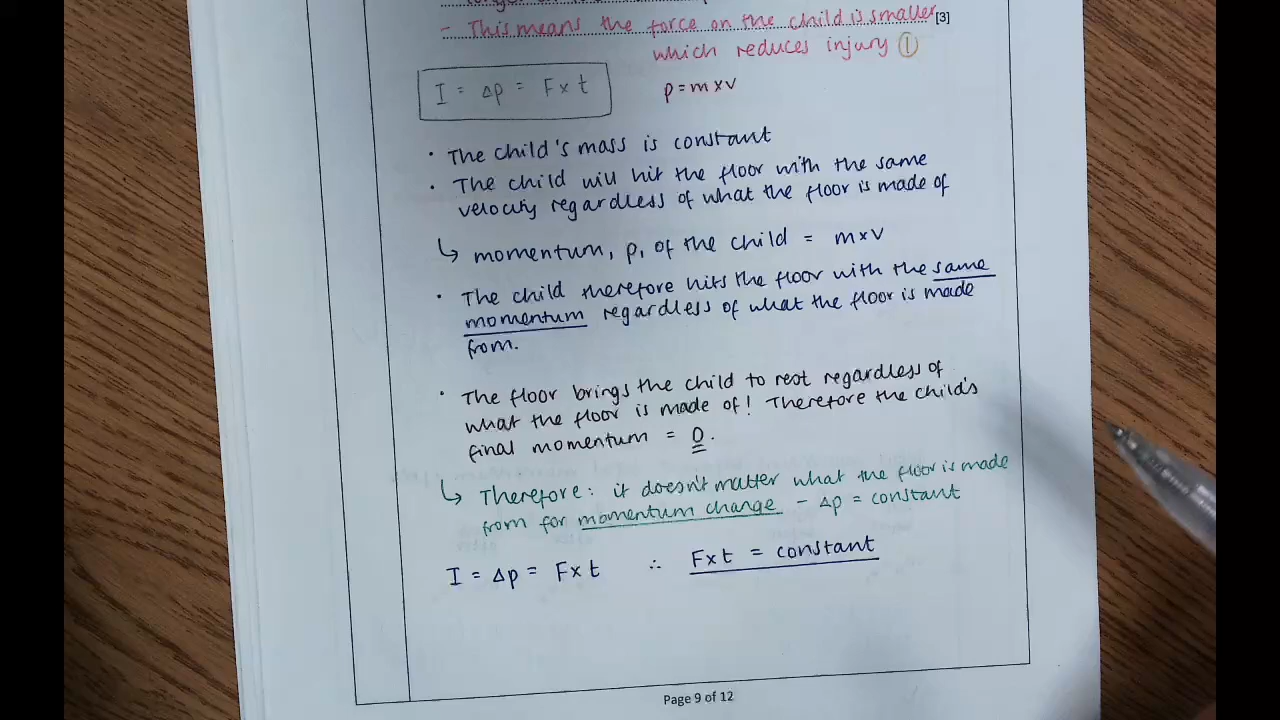 - This means the force on the child is smaller [3]
which reduces injury 1
I = Δp = F x t
p = m x v
• The child's mass is constant
• The child will hit the floor with the same
velocity regardless of what the floor is made of
↳ momentum, p, of the child = m x v
• The child therefore hits the floor with the same
momentum regardless of what the floor is made
from.
• The floor brings the child to rest regardless of
what the floor is made of! Therefore the child's
final momentum = 0.
↳ Therefore: it doesn't matter what the floor is made
from for momentum change - Δp = constant
I = Δp = F x t ∴ F x t = constant
Page 9 of 12